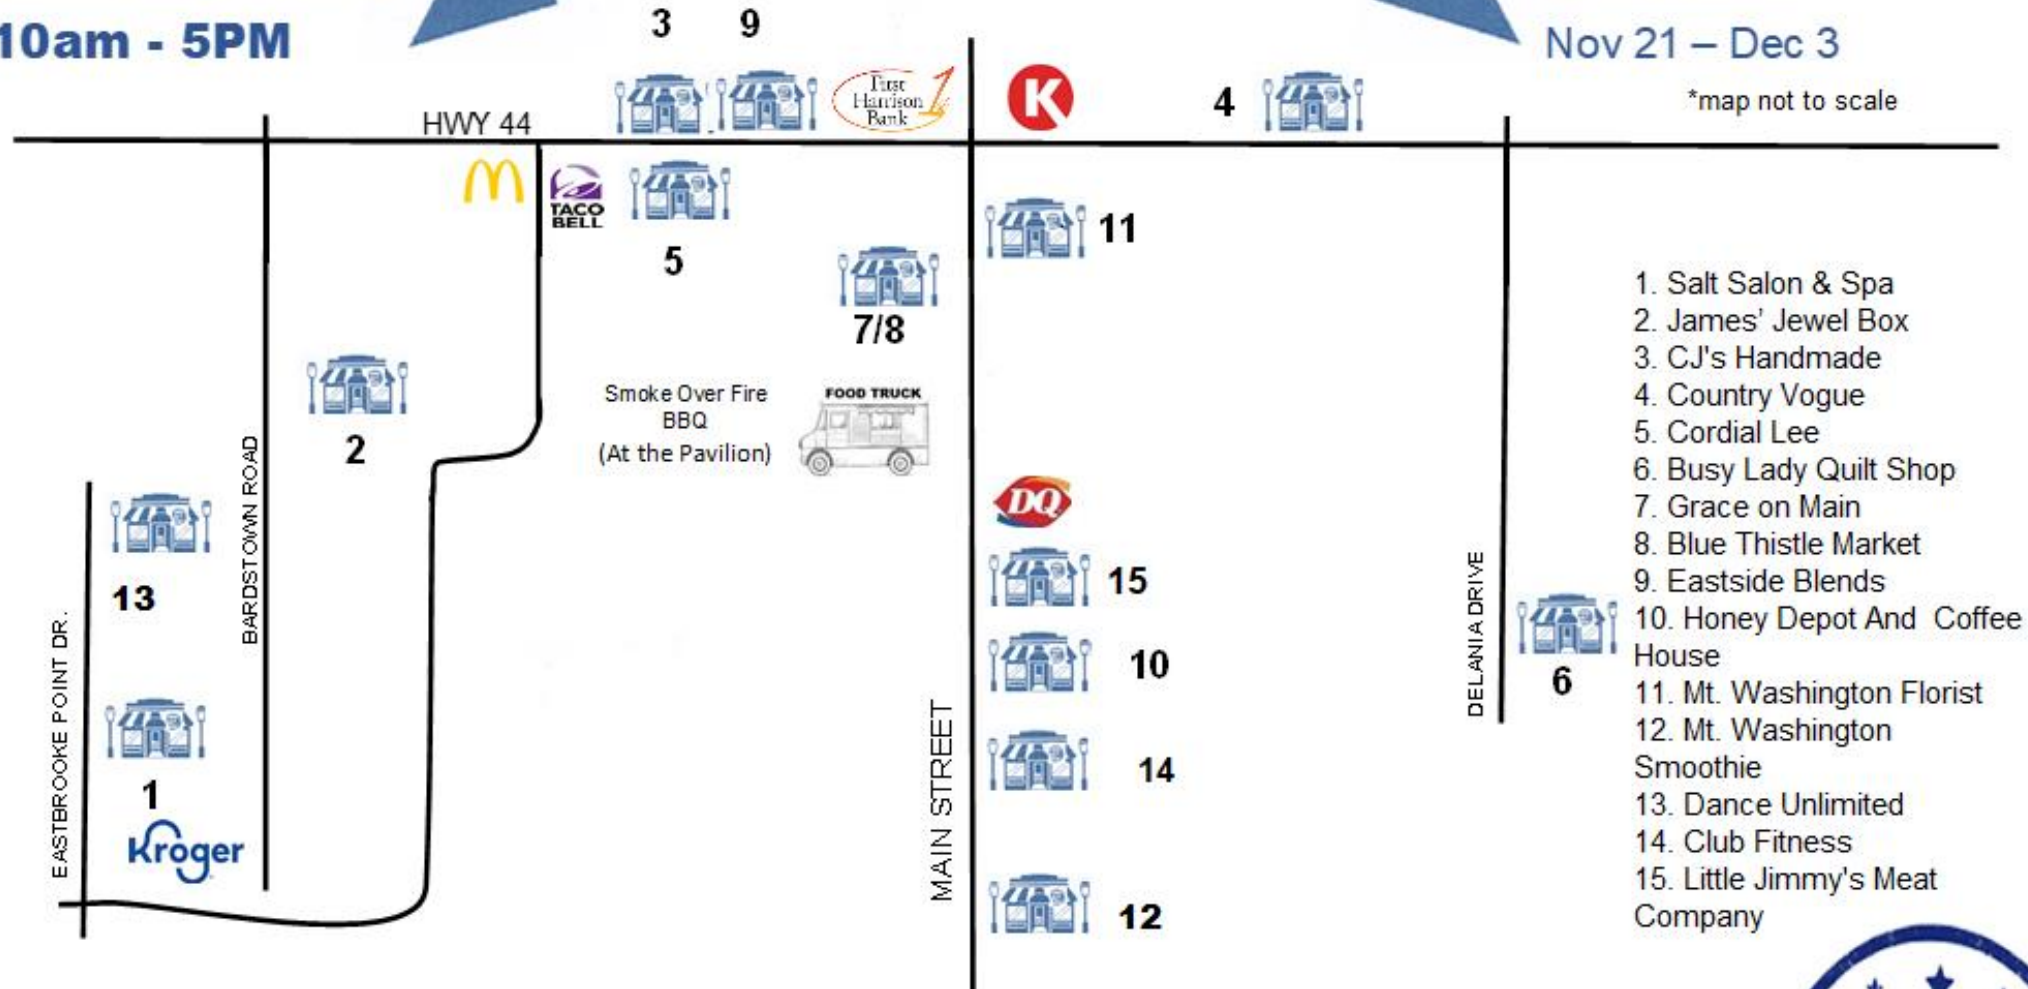 10am - 5PM
3 9
Nov 21 – Dec 3
*map not to scale
HWY 44
First
Harrison
Bank
1
K
4
TACO
BELL
5
11
7/8
2
Smoke Over Fire
BBQ
(At the Pavilion)
FOOD TRUCK
DQ
13
15
10
14
12
6
1
Kroger
EASTBROOKE POINT DR.
BARDSTOWN ROAD
MAIN STREET
DELANIA DRIVE
1. Salt Salon & Spa
2. James' Jewel Box
3. CJ's Handmade
4. Country Vogue
5. Cordial Lee
6. Busy Lady Quilt Shop
7. Grace on Main
8. Blue Thistle Market
9. Eastside Blends
10. Honey Depot And Coffee
House
11. Mt. Washington Florist
12. Mt. Washington
Smoothie
13. Dance Unlimited
14. Club Fitness
15. Little Jimmy's Meat
Company